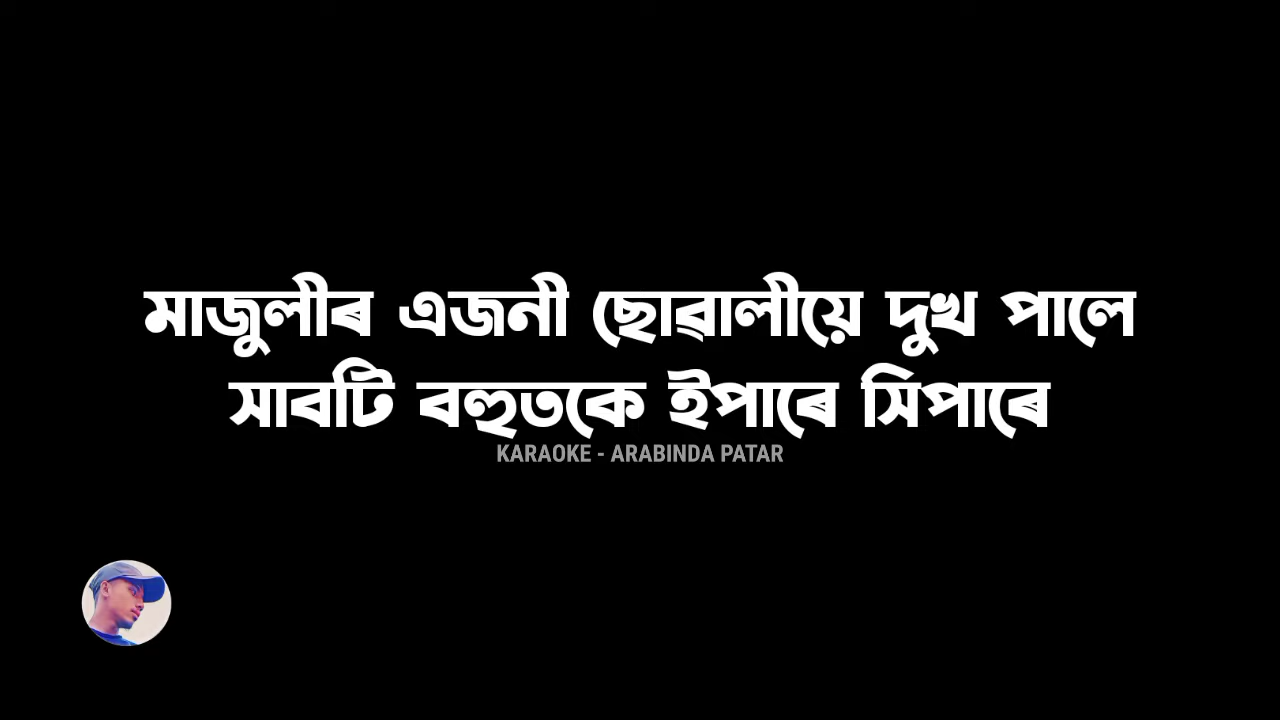 মাজুলীৰ এজনী ছোৱালীয়ে দুখ পালে
সাবটি বহুতকে ইপাৰে সিপাৰে
KARAOKE - ARABINDA PATAR